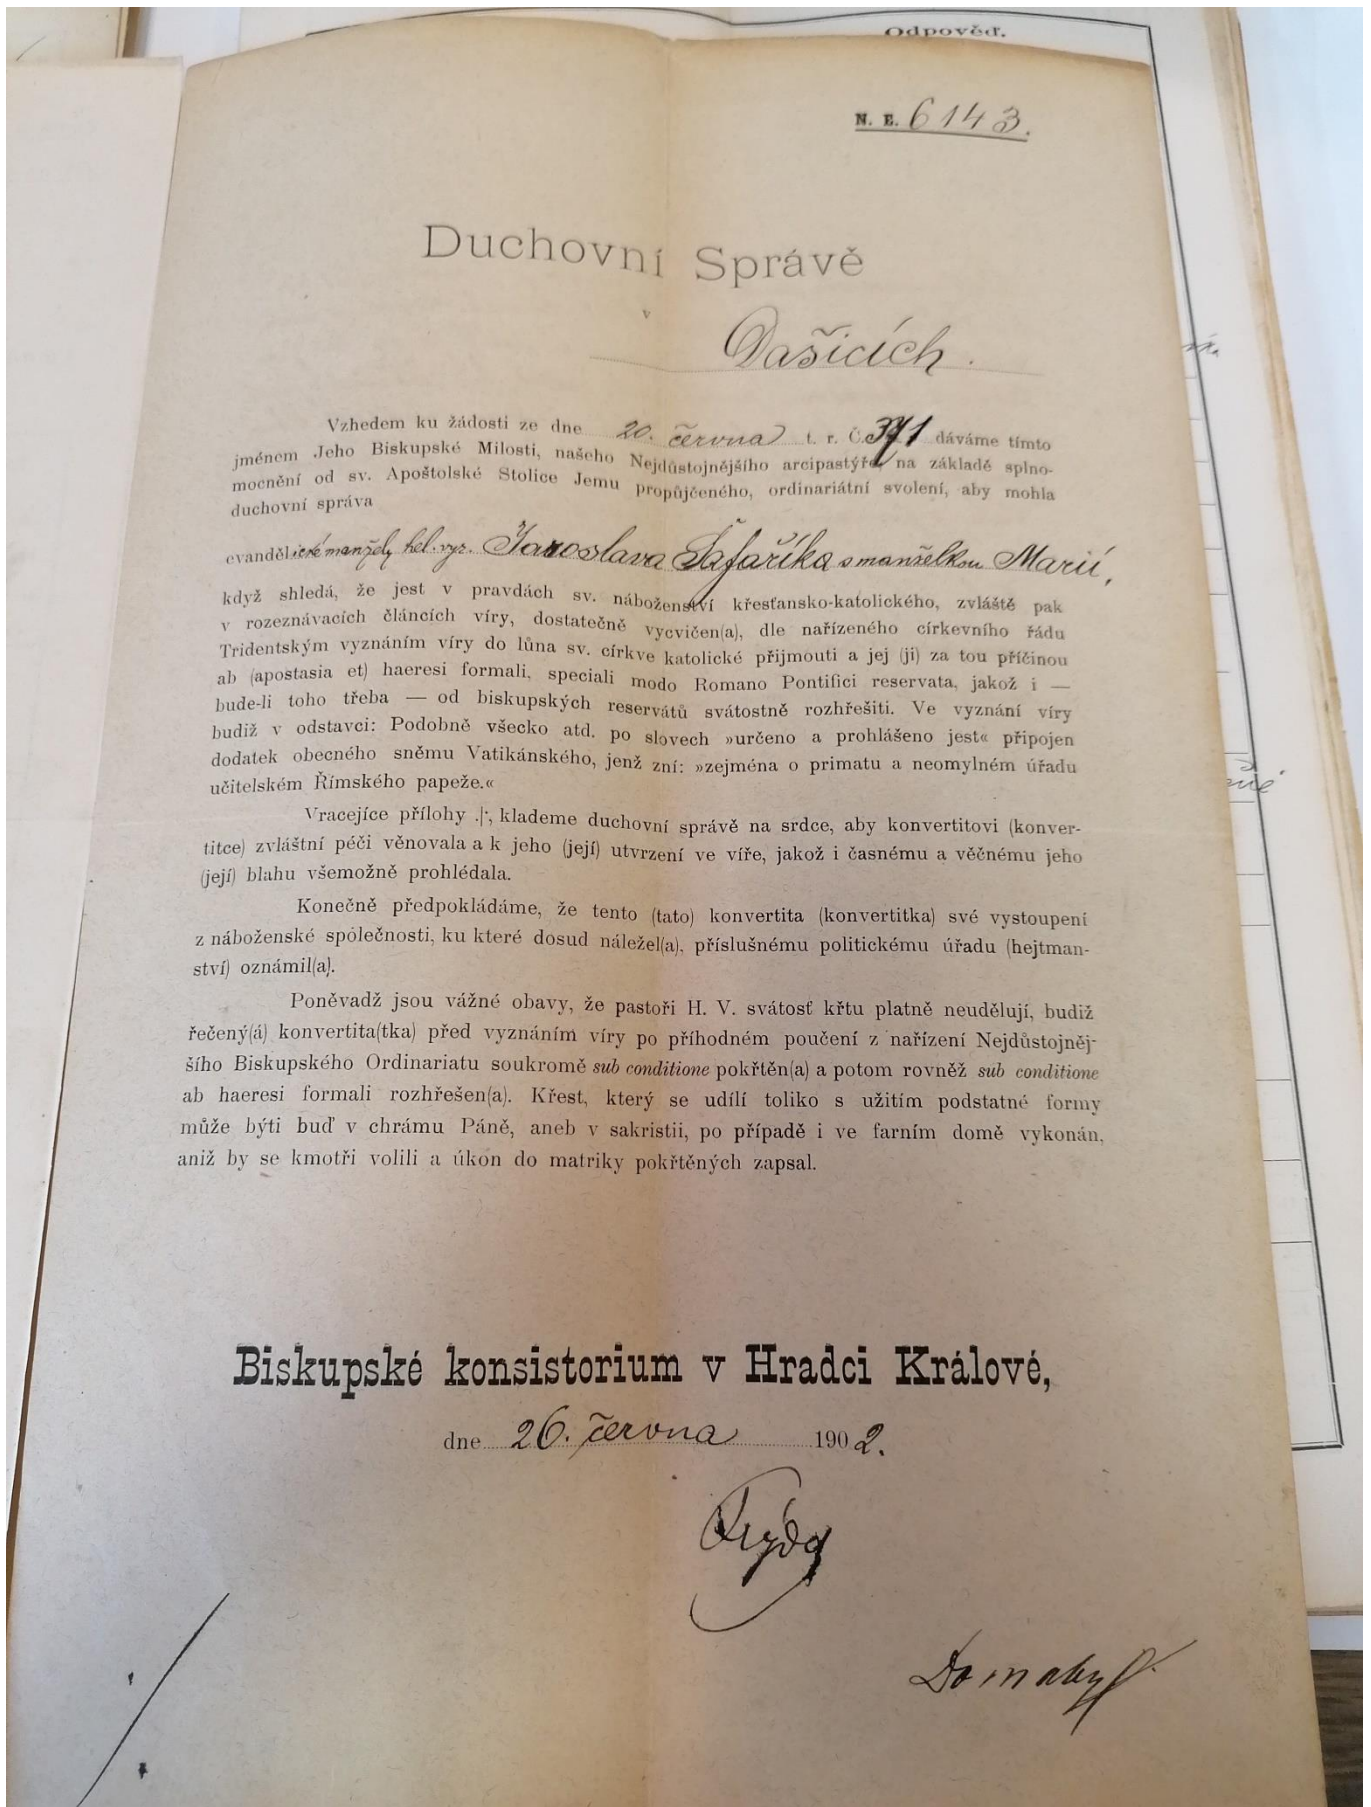 Odpověď.
N. E. 6143.
Duchovní Správě
v
Dašicích.
Vzhedem ku žádosti ze dne 20. června t. r. Č. 371 dáváme tímto
jménem Jeho Biskupské Milosti, našeho Nejdůstojnějšího arcipastýře, na základě splno-
mocnění od sv. Apoštolské Stolice Jemu propůjčeného, ordinariátní svolení, aby mohla
duchovní správa
evandělické manžely hel. vyz. Jaroslava Šafaříka s manželkou Marií,
když shledá, že jest v pravdách sv. náboženství křesťansko-katolického, zvláště pak
v rozeznávacích článcích víry, dostatečně vycvičen(a), dle nařízeného církevního řádu
Tridentským vyznáním víry do lůna sv. církve katolické přijmouti a jej (ji) za tou příčinou
ab (apostasia et) haeresi formali, speciali modo Romano Pontifici reservata, jakož i —
bude-li toho třeba — od biskupských reservátů svátostně rozhřešiti. Ve vyznání víry
budiž v odstavci: Podobně všecko atd. po slovech »určeno a prohlášeno jest« připojen
dodatek obecného sněmu Vatikánského, jenž zní: »zejména o primatu a neomylném úřadu
učitelském Římského papeže.«
Vracejíce přílohy ./·, klademe duchovní správě na srdce, aby konvertitovi (konver-
titce) zvláštní péči věnovala a k jeho (její) utvrzení ve víře, jakož i časnému a věčnému jeho
(její) blahu všemožně prohlédala.
Konečně předpokládáme, že tento (tato) konvertita (konvertitka) své vystoupení
z náboženské společnosti, ku které dosud náležel(a), příslušnému politickému úřadu (hejtman-
ství) oznámil(a).
Poněvadž jsou vážné obavy, že pastoři H. V. svátosť křtu platně neudělují, budiž
řečený(á) konvertita(tka) před vyznáním víry po příhodném poučení z nařízení Nejdůstojněj-
šího Biskupského Ordinariatu soukromě sub conditione pokřtěn(a) a potom rovněž sub conditione
ab haeresi formali rozhřešen(a). Křest, který se udílí toliko s užitím podstatné formy
může býti buď v chrámu Páně, aneb v sakristii, po případě i ve farním domě vykonán,
aniž by se kmotři volili a úkon do matriky pokřtěných zapsal.
Biskupské konsistorium v Hradci Králové,
dne 26. června 1902.